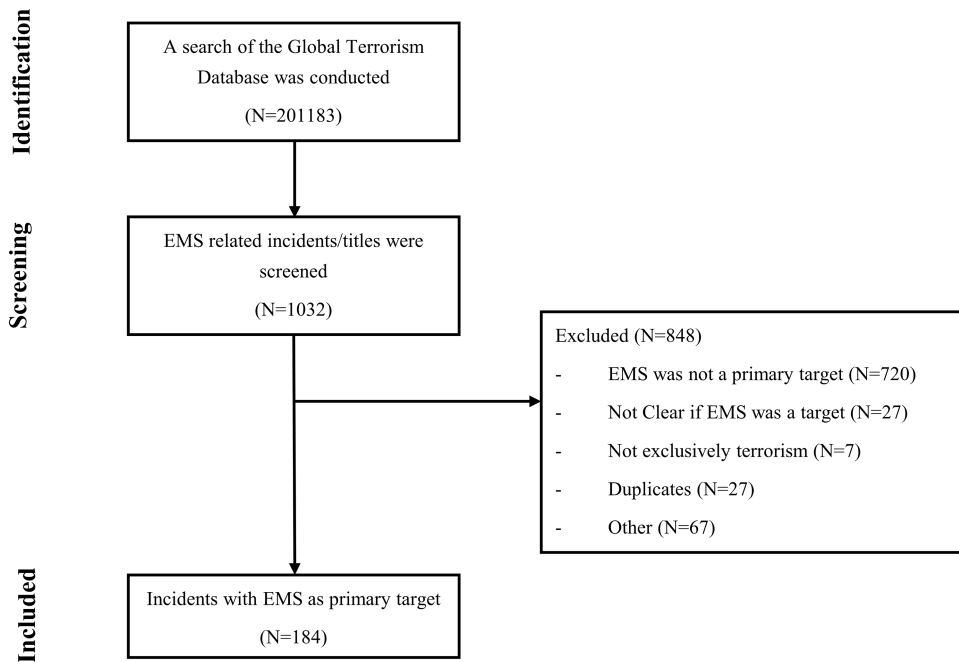 Identification
A search of the Global Terrorism
Database was conducted
(N=201183)
Screening
EMS related incidents/titles were
screened
(N=1032)
Excluded (N=848)
- EMS was not a primary target (N=720)
- Not Clear if EMS was a target (N=27)
- Not exclusively terrorism (N=7)
- Duplicates (N=27)
- Other (N=67)
Included
Incidents with EMS as primary target
(N=184)